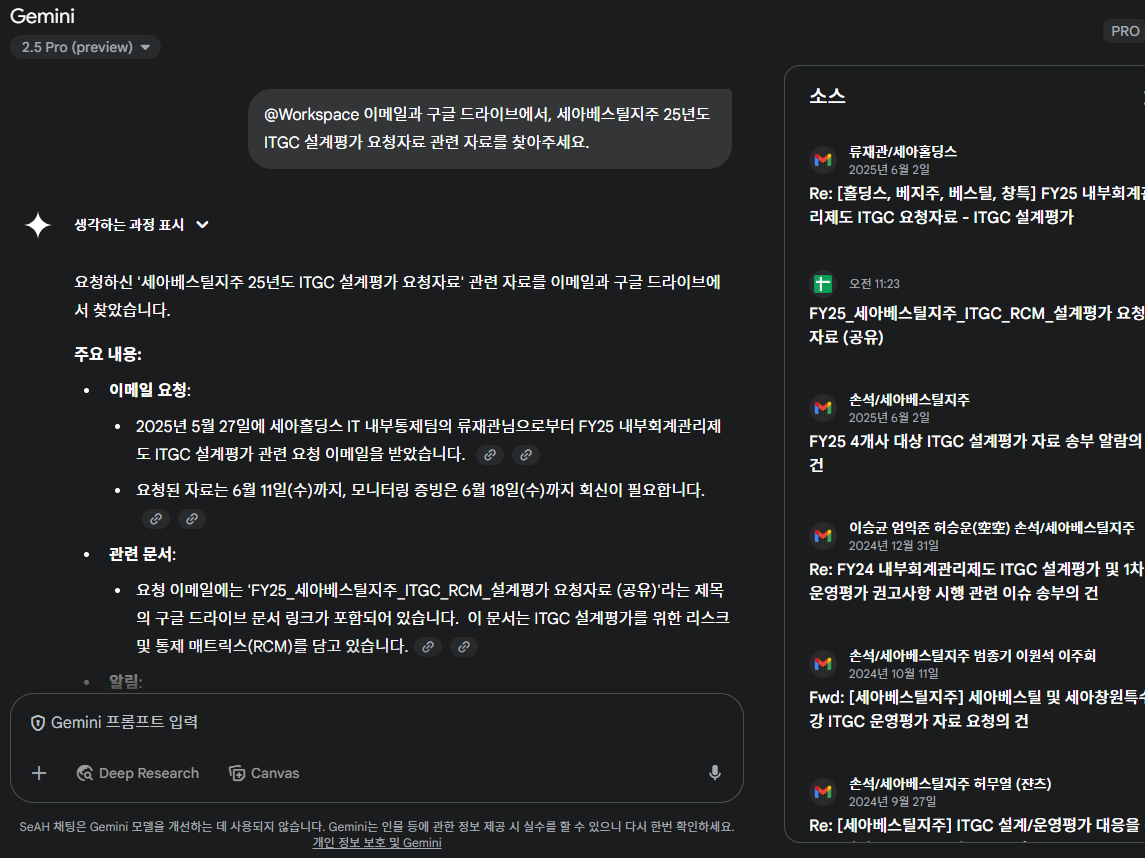 Gemini
2.5 Pro (preview)
PRO
@Workspace 이메일과 구글 드라이브에서, 세아베스틸지주 25년도
ITGC 설계평가 요청자료 관련 자료를 찾아주세요.
생각하는 과정 표시
요청하신 '세아베스틸지주 25년도 ITGC 설계평가 요청자료' 관련 자료를 이메일과 구글 드라이브에
서 찾았습니다.
주요 내용:
이메일 요청:
2025년 5월 27일에 세아홀딩스 IT 내부통제팀의 류재관님으로부터 FY25 내부회계관리제
도 ITGC 설계평가 관련 요청 이메일을 받았습니다.
요청된 자료는 6월 11일(수)까지, 모니터링 증빙은 6월 18일(수)까지 회신이 필요합니다.
관련 문서:
요청 이메일에는 'FY25_세아베스틸지주_ITGC_RCM_설계평가 요청자료 (공유)'라는 제목
의 구글 드라이브 문서 링크가 포함되어 있습니다. 이 문서는 ITGC 설계평가를 위한 리스크
및 통제 매트릭스(RCM)를 담고 있습니다.
알림:
Gemini 프롬프트 입력
Deep Research
Canvas
SeAH 채팅은 Gemini 모델을 개선하는 데 사용되지 않습니다. Gemini는 인물 등에 관한 정보 제공 시 실수를 할 수 있으니 다시 한번 확인하세요.
개인 정보 보호 및 Gemini
소스
류재관/세아홀딩스
2025년 6월 2일
Re: [홀딩스, 베지주, 베스틸, 창특] FY25 내부회계관
리제도 ITGC 요청자료 - ITGC 설계평가
오전 11:23
FY25_세아베스틸지주_ITGC_RCM_설계평가 요청
자료 (공유)
손석/세아베스틸지주
2025년 6월 2일
FY25 4개사 대상 ITGC 설계평가 자료 송부 알람의
건
이승균 엄익준 허승운(空空) 손석/세아베스틸지주
2024년 12월 31일
Re: FY24 내부회계관리제도 ITGC 설계평가 및 1차
운영평가 권고사항 시행 관련 이슈 송부의 건
손석/세아베스틸지주 범종기 이원석 이주희
2024년 10월 11일
Fwd: [세아베스틸지주] 세아베스틸 및 세아창원특수
강 ITGC 운영평가 자료 요청의 건
손석/세아베스틸지주 허무열 (쟌츠)
2024년 9월 27일
Re: [세아베스틸지주] ITGC 설계/운영평가 대응을